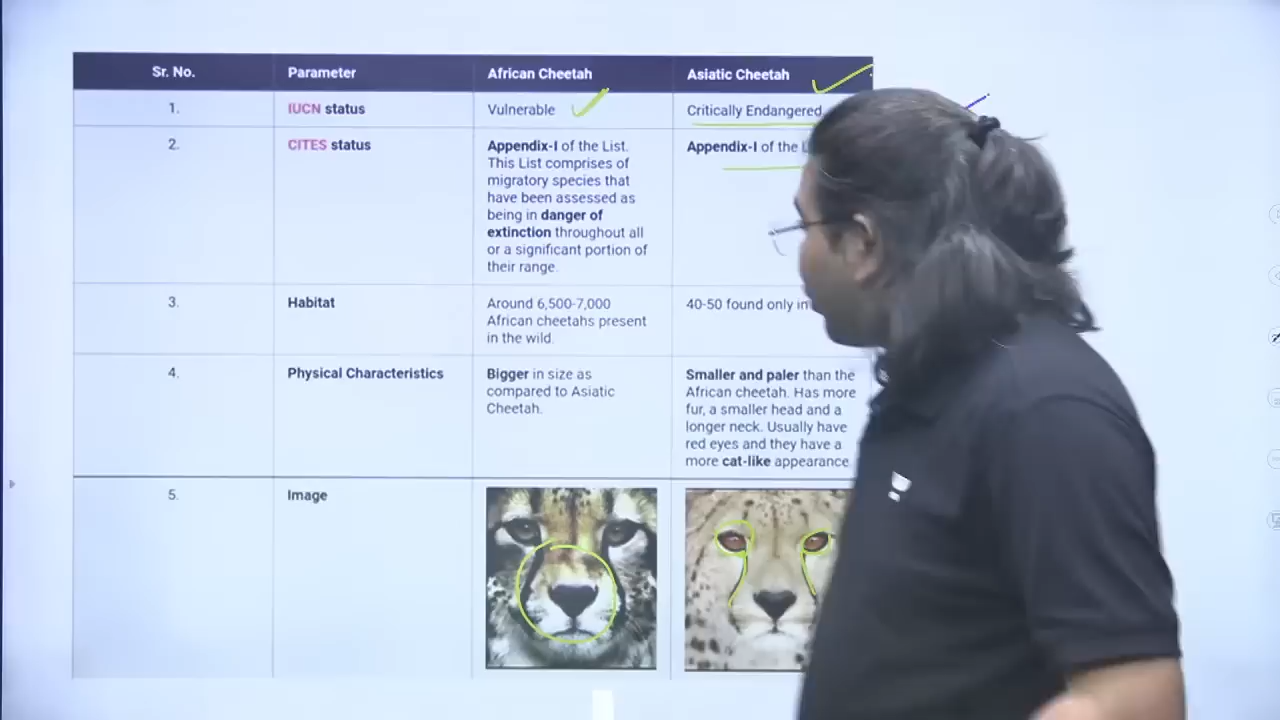 Sr. No. Parameter African Cheetah Asiatic Cheetah
1. IUCN status Vulnerable Critically Endangered
2. CITES status
Appendix-I of the List.
This List comprises of
migratory species that
have been assessed as
being in danger of
extinction throughout all
or a significant portion of
their range.
Appendix-I of the
3. Habitat
Around 6,500-7,000
African cheetahs present
in the wild.
40-50 found only in
4. Physical Characteristics
Bigger in size as
compared to Asiatic
Cheetah.
Smaller and paler than the
African cheetah. Has more
fur, a smaller head and a
longer neck. Usually have
red eyes and they have a
more cat-like appearance
5. Image